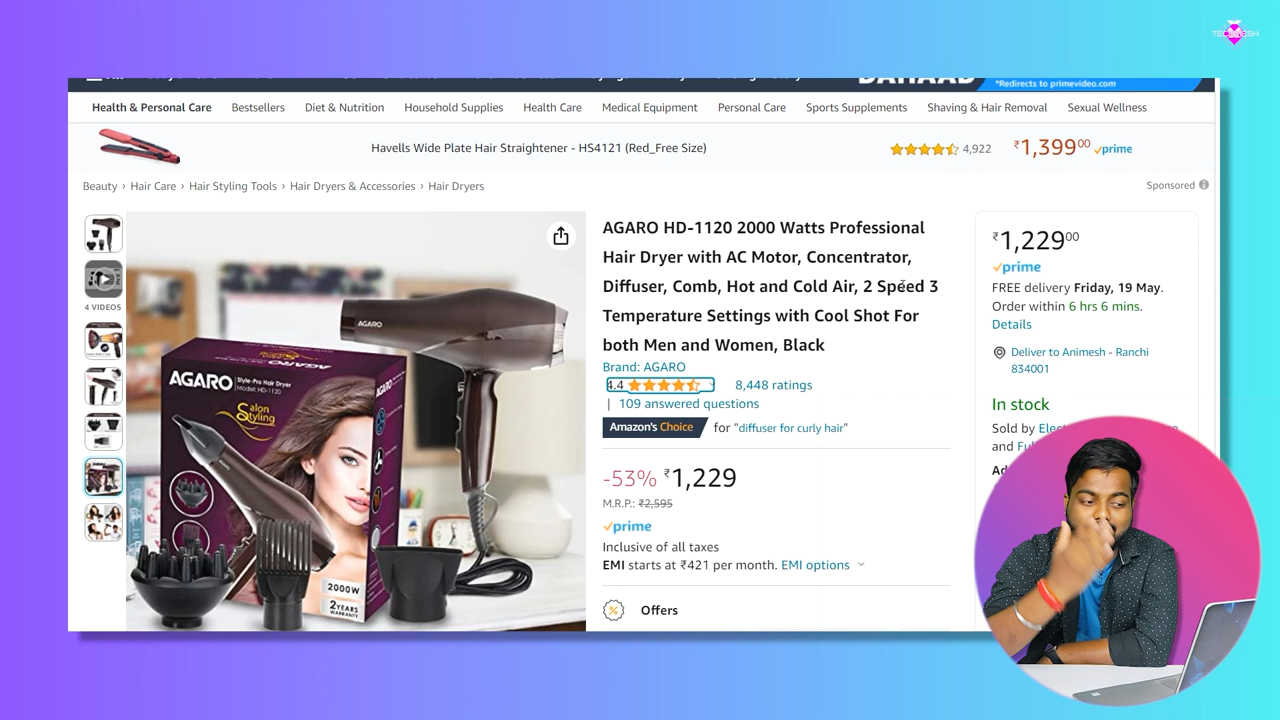 *Redirects to primevideo.com
Health & Personal Care Bestsellers Diet & Nutrition Household Supplies Health Care Medical Equipment Personal Care Sports Supplements Shaving & Hair Removal Sexual Wellness
Havells Wide Plate Hair Straightener - HS4121 (Red_Free Size) 4,922 ₹1,39900 prime
Beauty › Hair Care › Hair Styling Tools › Hair Dryers & Accessories › Hair Dryers
Sponsored
4 VIDEOS
AGARO
AGARO
AGARO Style-Pro Hair Dryer
Model: HD-1120
Salon
Styling
2000W
2 YEARS
WARRANTY
AGARO HD-1120 2000 Watts Professional
Hair Dryer with AC Motor, Concentrator,
Diffuser, Comb, Hot and Cold Air, 2 Speed 3
Temperature Settings with Cool Shot For
both Men and Women, Black
Brand: AGARO
4.4 8,448 ratings
| 109 answered questions
Amazon's Choice for "diffuser for curly hair"
-53% ₹1,229
M.R.P.: ₹2,595
prime
Inclusive of all taxes
EMI starts at ₹421 per month. EMI options
Offers
₹1,22900
prime
FREE delivery Friday, 19 May.
Order within 6 hrs 6 mins.
Details
Deliver to Animesh - Ranchi
834001
In stock
Sold by
and